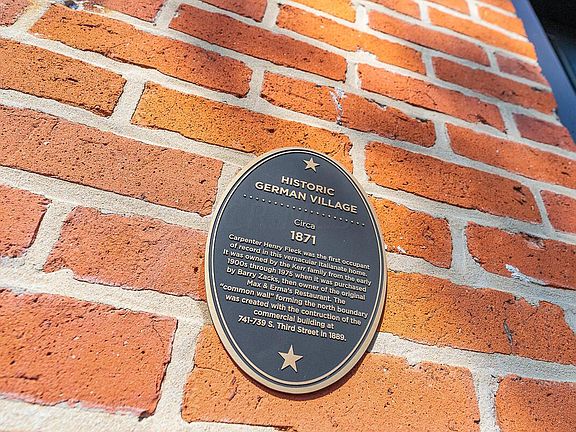 HISTORIC
GERMAN VILLAGE
Circa
1871
Carpenter Henry Fleck was the first occupant
of record in this vernacular Italianate home.
It was owned by the Kerr family from the early
1900s through 1975 when it was purchased
by Barry Zacks, then owner of the original
Max & Erma's Restaurant. The
"common wall" forming the north boundary
was created with the contruction of the
commercial building at
741-739 S. Third Street in 1889.